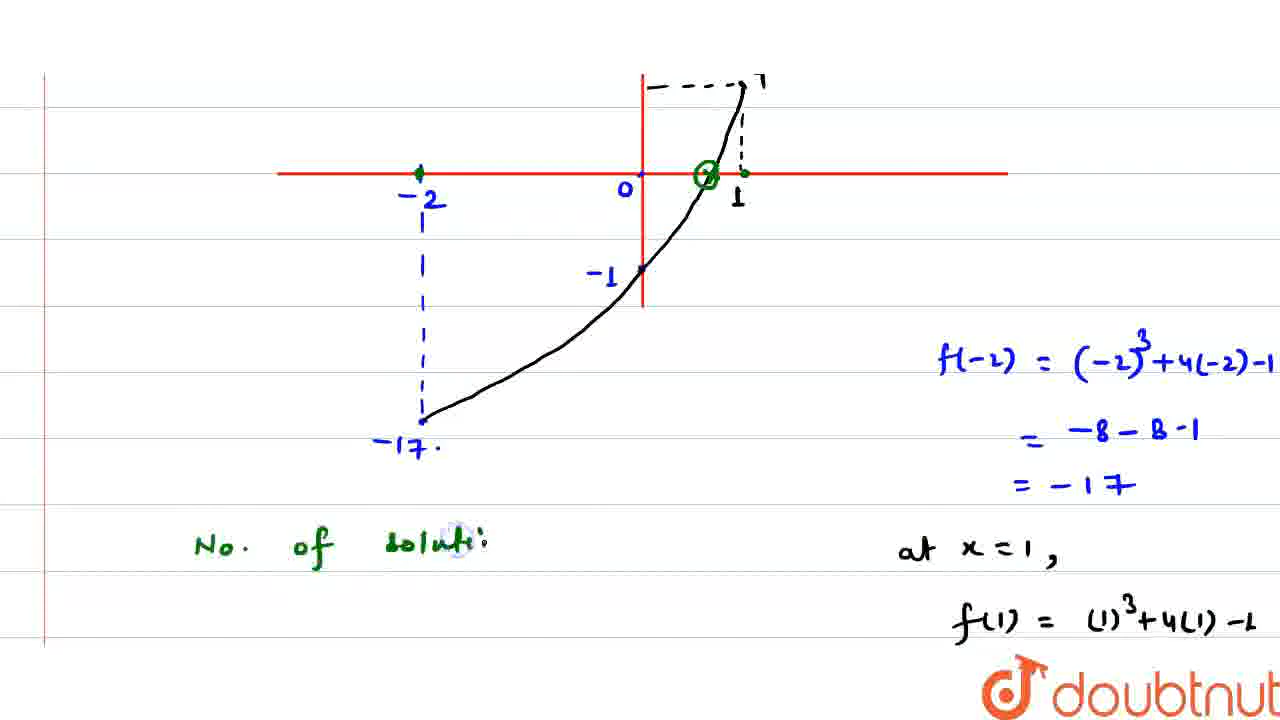 -2
0
1
-1
f(-2) = (-2)³+4(-2)-1
= -8-8-1
-17.
= -17
No. of soluti
at x=1,
f(1) = (1)³+4(1)-1
doubtnut